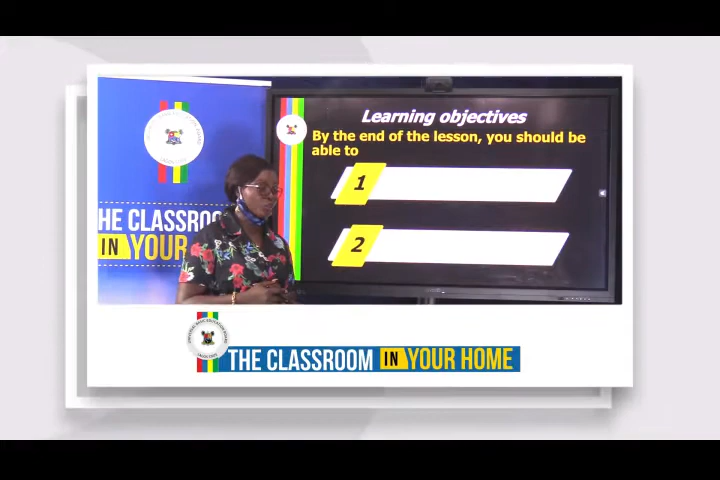 Learning objectives
By the end of the lesson, you should be
able to
1
2
HE CLASSROO
IN YOUR
THE CLASSROOM IN YOUR HOME